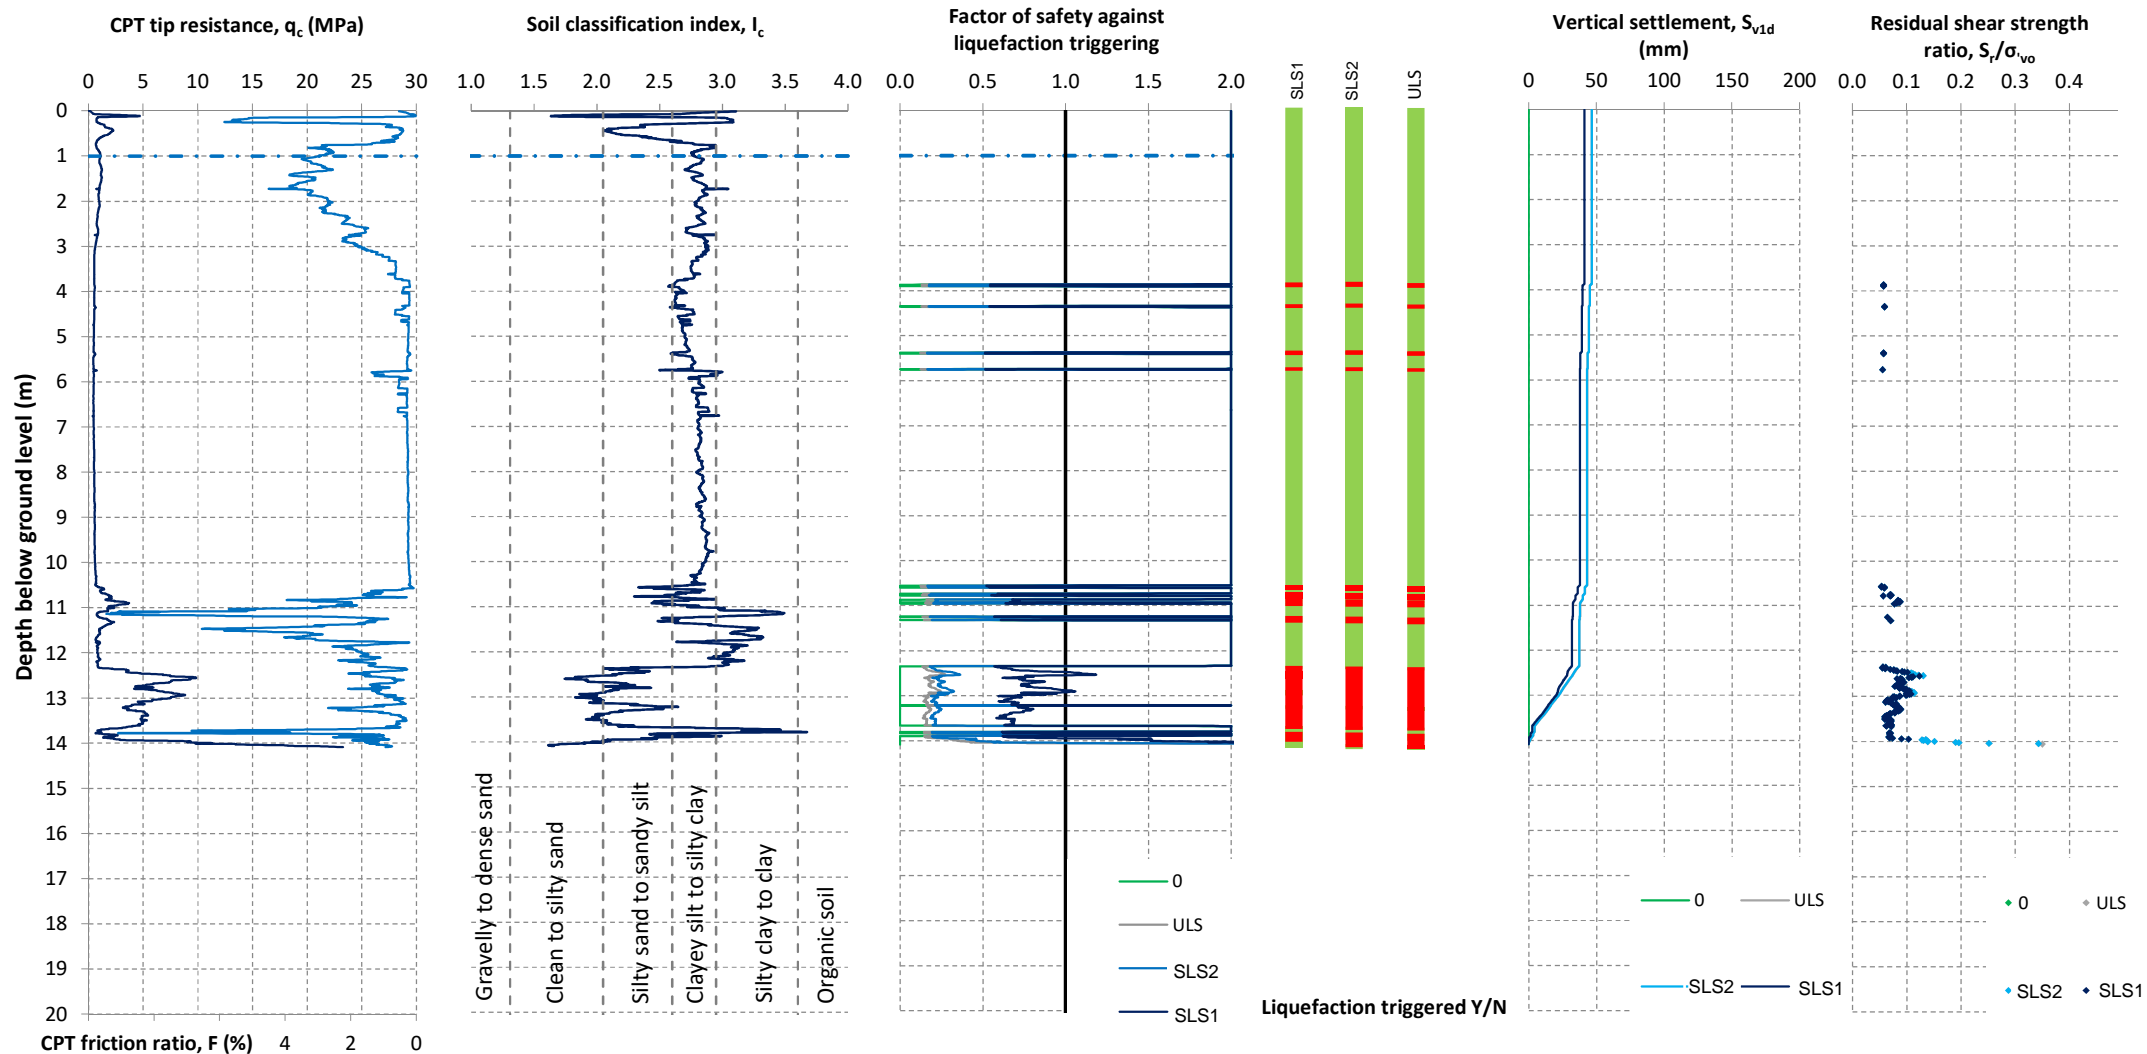 CPT tip resistance, qc (MPa)
0 5 10 15 20 25 30
Soil classification index, Ic
1.0 1.5 2.0 2.5 3.0 3.5 4.0
Factor of safety against
liquefaction triggering
0.0 0.5 1.0 1.5 2.0
SLS1
SLS2
ULS
Vertical settlement, Sv1d
(mm)
0 50 100 150 200
Residual shear strength
ratio, Sr/σ'vo
0.0 0.1 0.2 0.3 0.4
Depth below ground level (m)
0
1
2
3
4
5
6
7
8
9
10
11
12
13
14
15
16
17
18
19
20
CPT friction ratio, F (%) 4 2 0
Gravelly to dense sand
Clean to silty sand
Silty sand to sandy silt
Clayey silt to silty clay
Silty clay to clay
Organic soil
0
ULS
SLS2
SLS1
Liquefaction triggered Y/N
0 ULS
SLS2 SLS1
0 ULS
SLS2 SLS1